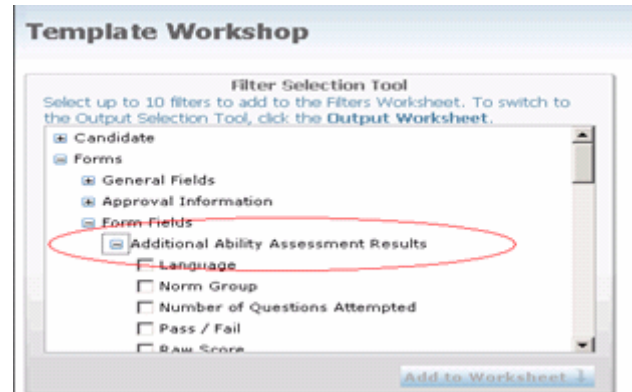 Template Workshop
Filter Selection Tool
Select up to 10 filters to add to the Filters Worksheet. To switch to
the Output Selection Tool, click the Output Worksheet.
Candidate
Forms
General Fields
Approval Information
Form Fields
Additional Ability Assessment Results
Language
Norm Group
Number of Questions Attempted
Pass / Fail
Raw Score
Add to Worksheet